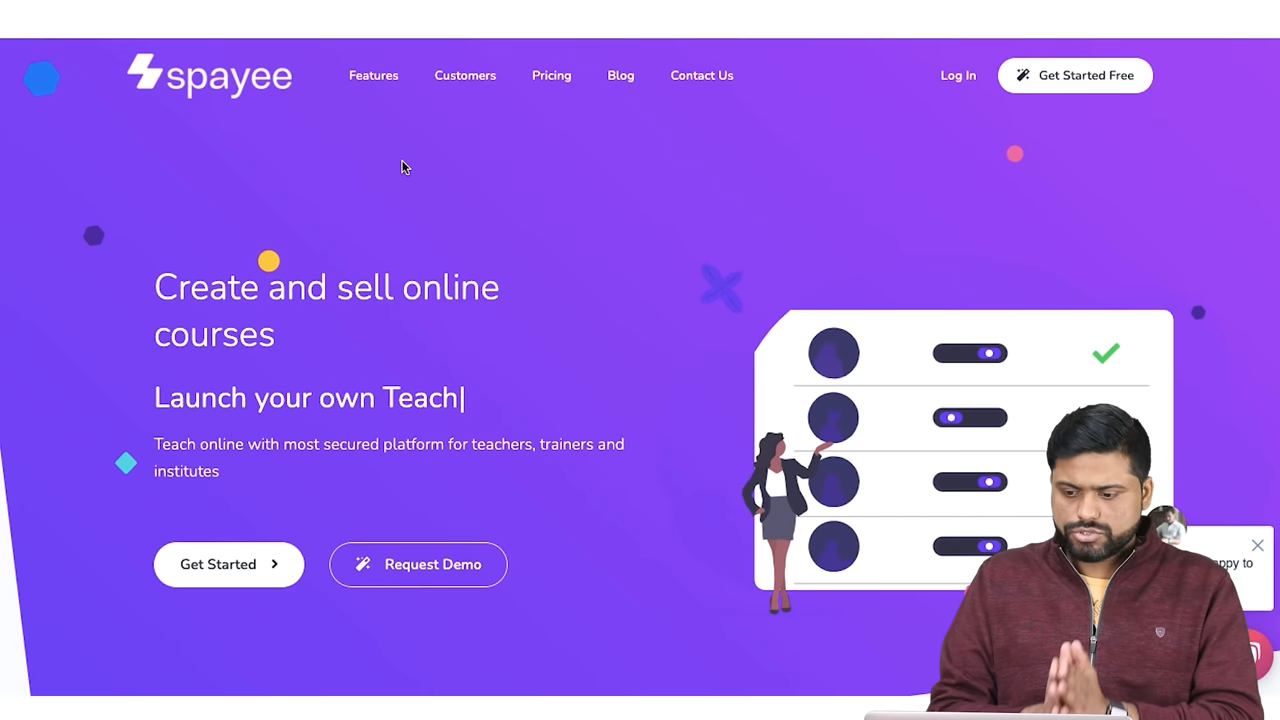 spayee
Features Customers Pricing Blog Contact Us Log In Get Started Free
Create and sell online
courses
Launch your own Teach|
Teach online with most secured platform for teachers, trainers and
institutes
Get Started Request Demo
to